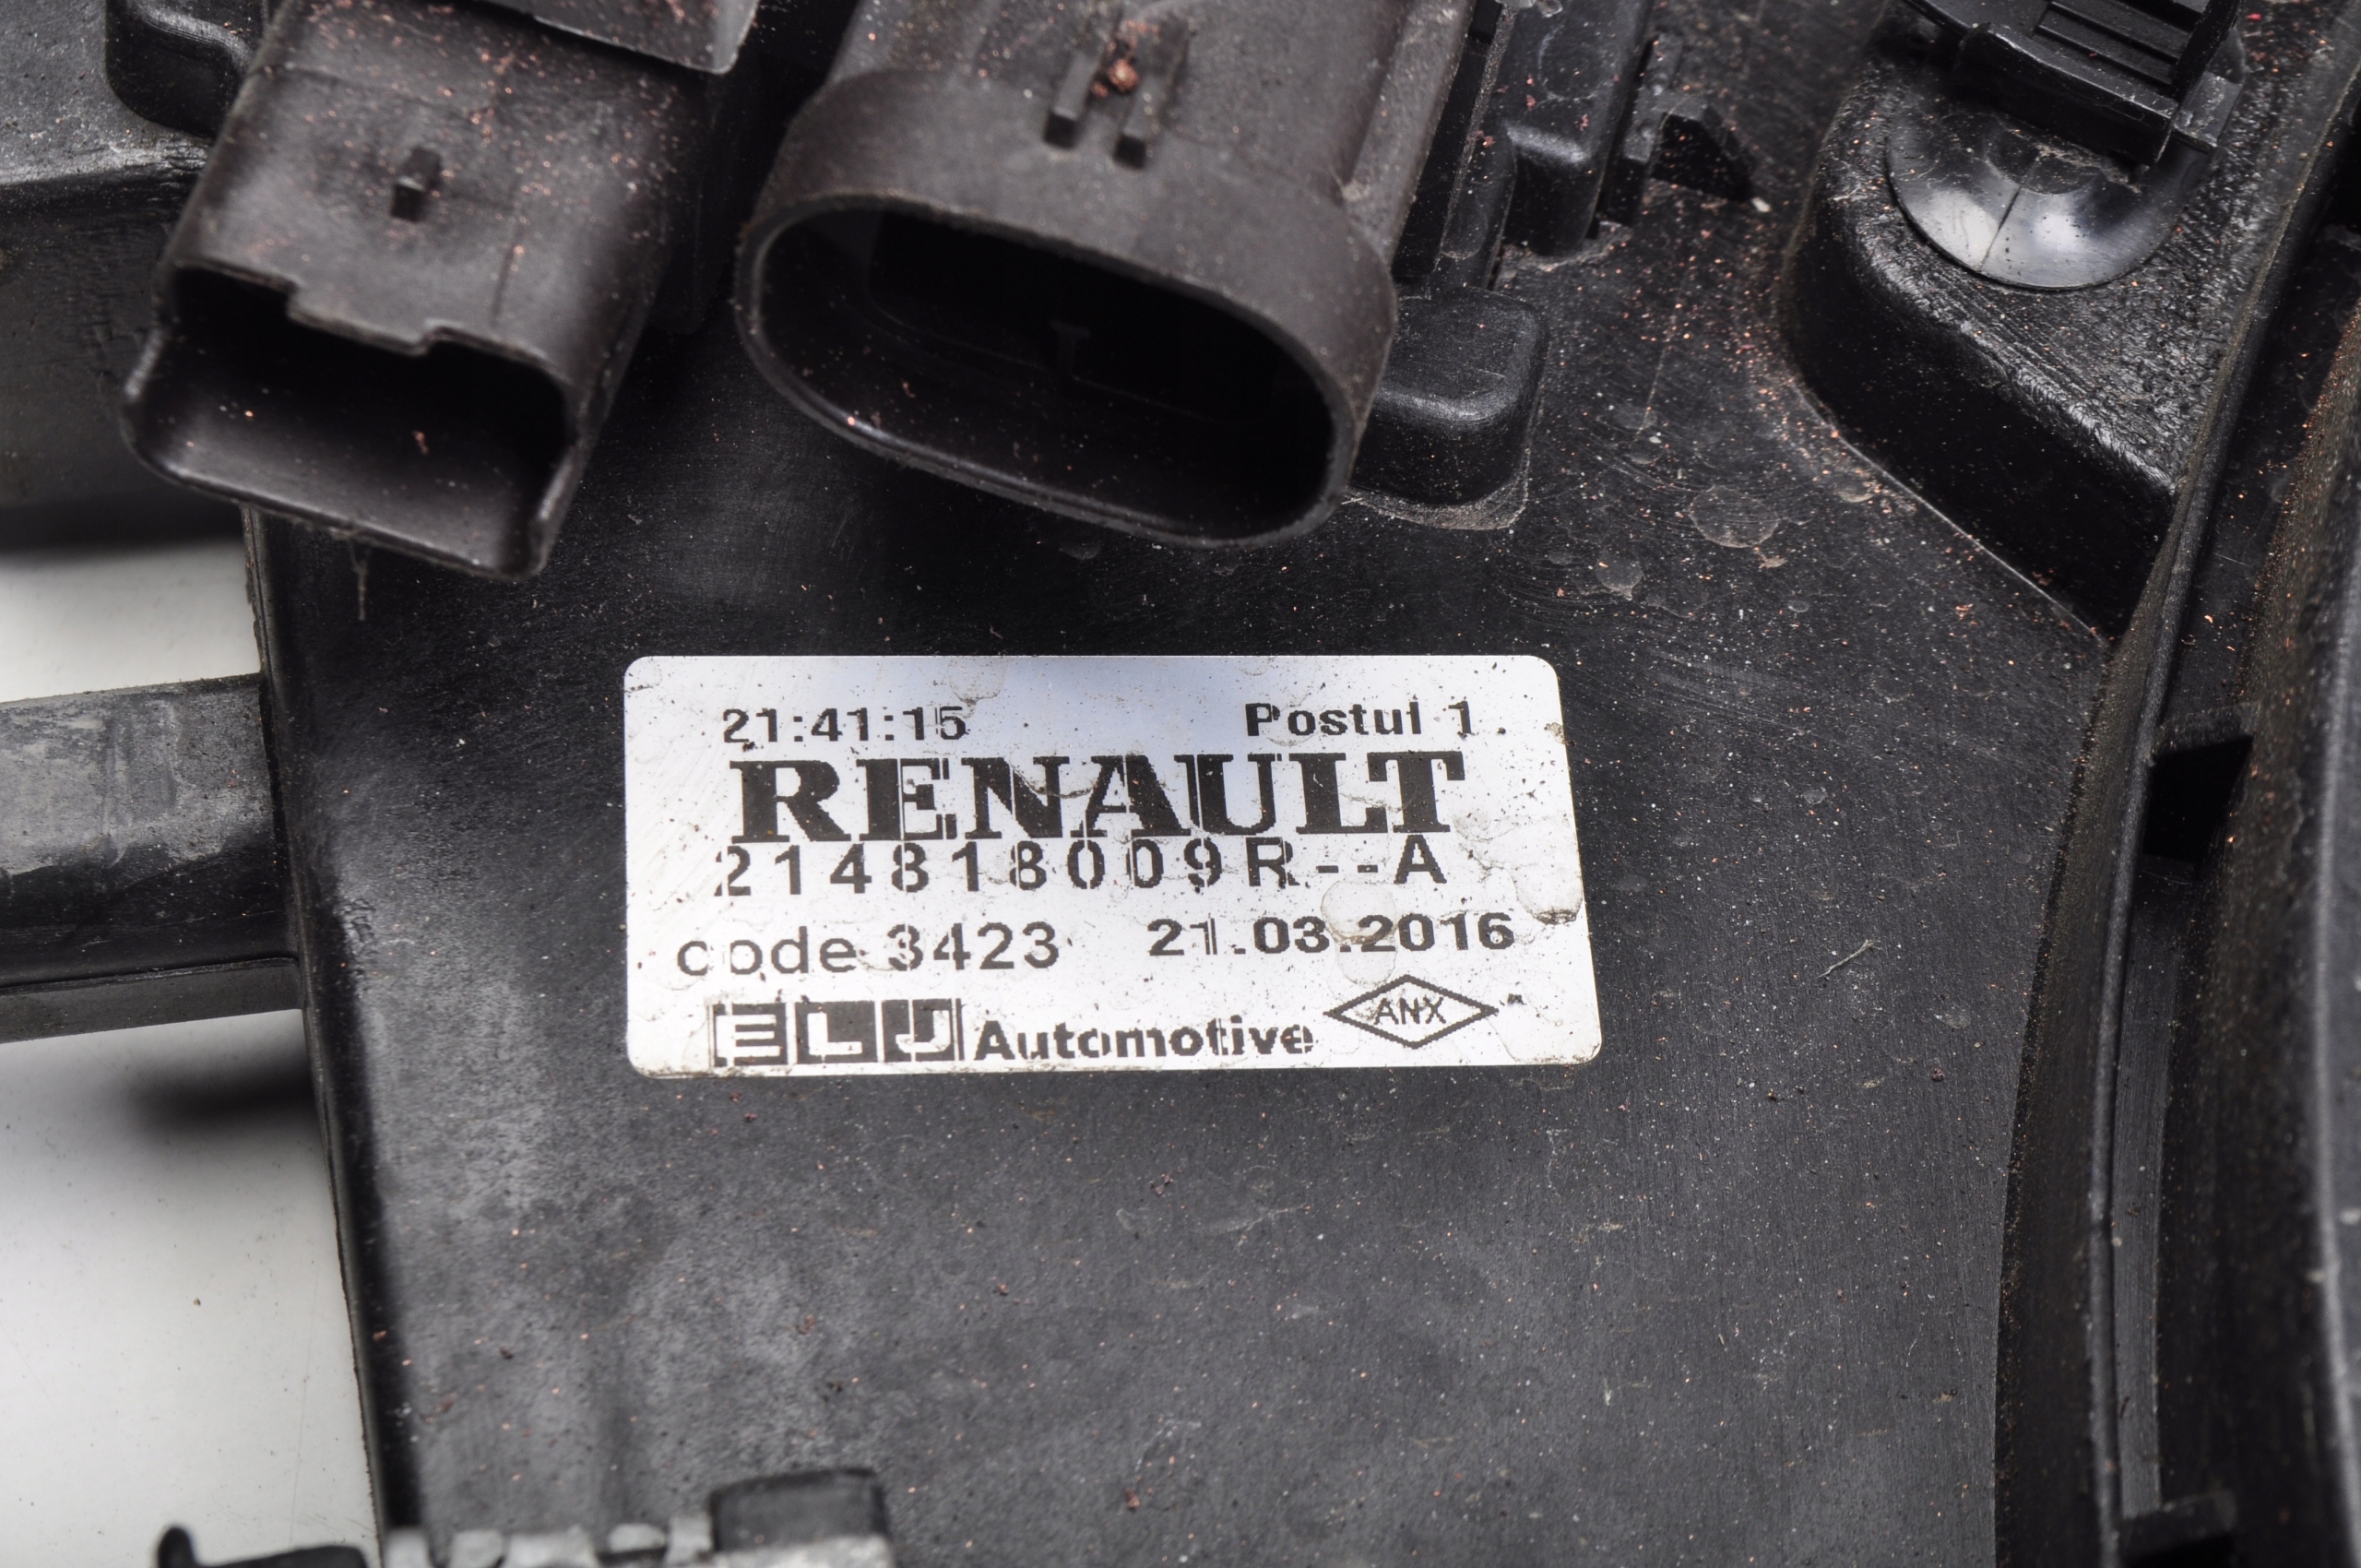 21:41:15 Postul 1
RENAULT
214818009R--A
code 3423 21.03.2016
ELJ Automotive ANX